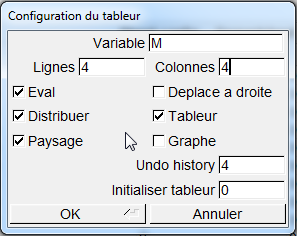 Configuration du tableur
Variable M
Lignes 4 Colonnes 4
Eval Deplace a droite
Distribuer Tableur
Paysage Graphe
Undo history 4
Initialiser tableur 0
OK Annuler